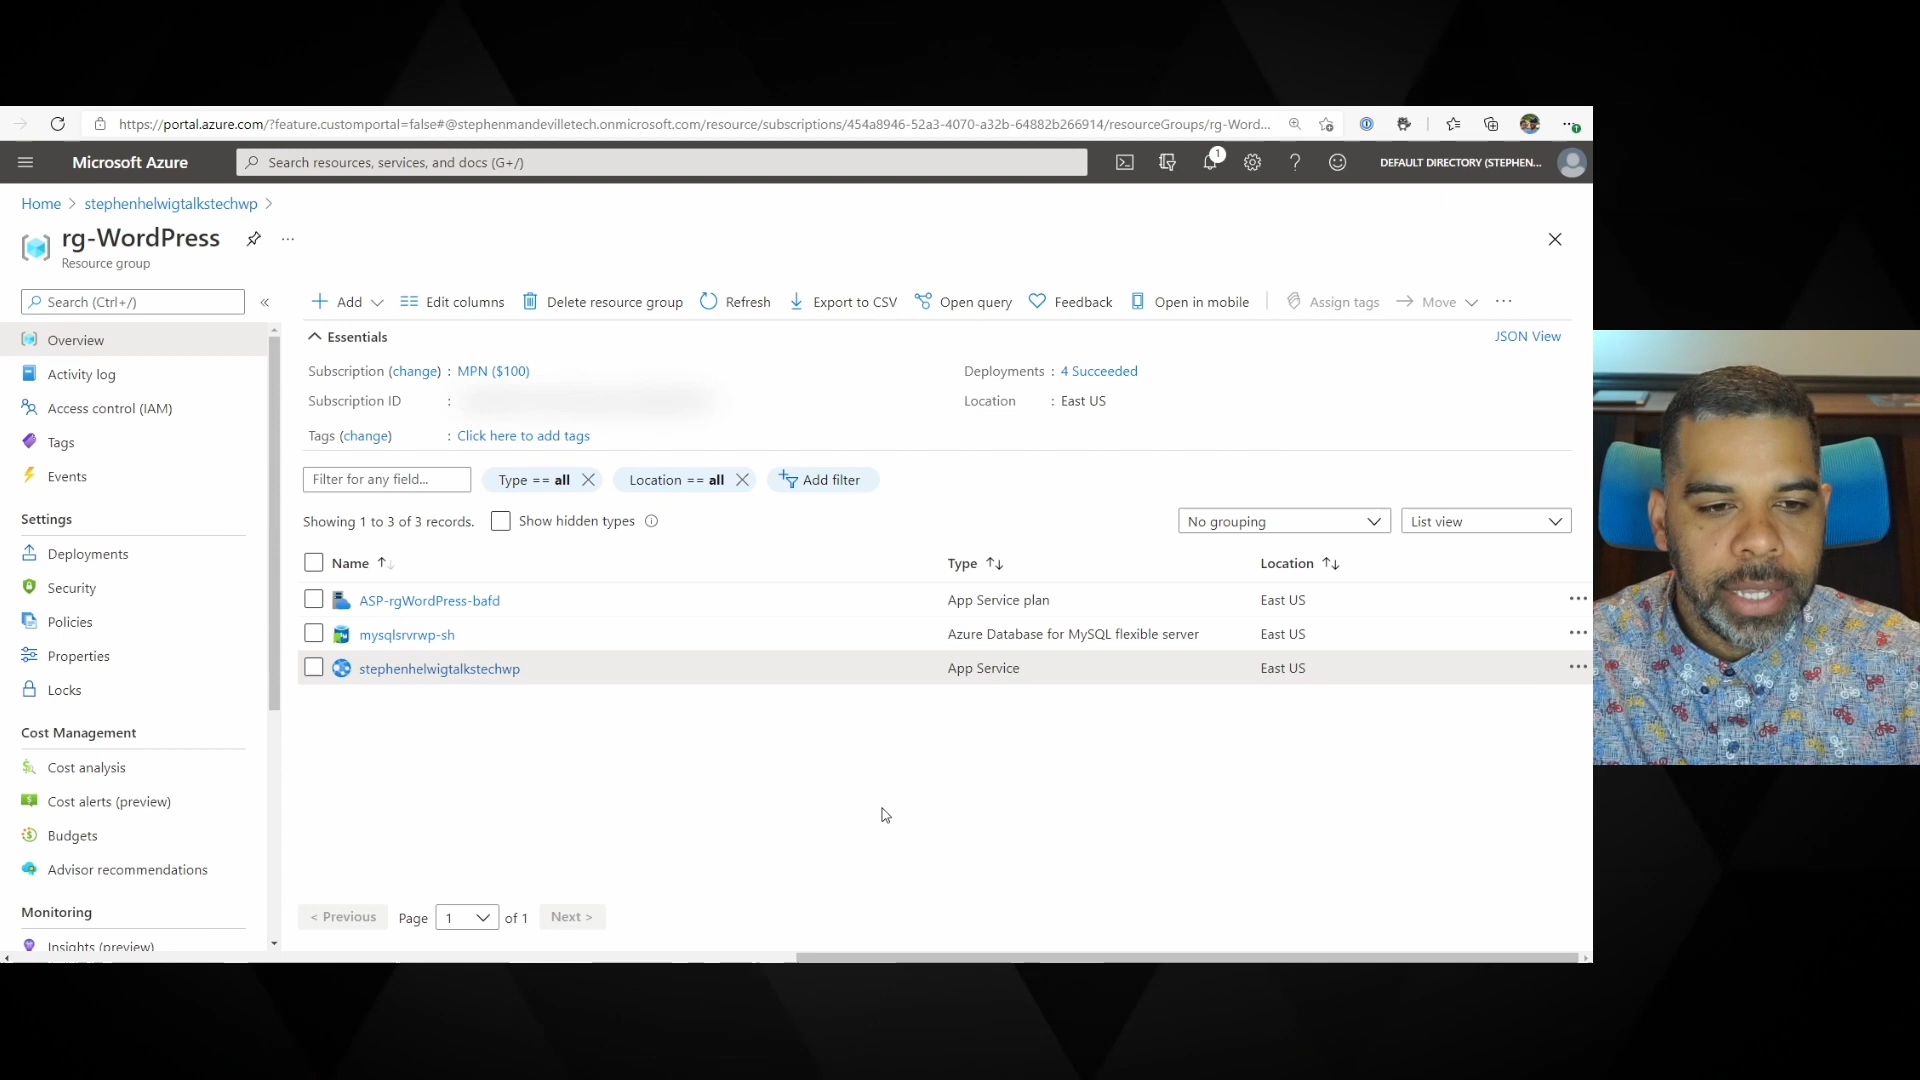 https://portal.azure.com/?feature.customportal=false#@stephenmandevilletech.onmicrosoft.com/resource/subscriptions/454a8946-52a3-4070-a32b-64882b266914/resourceGroups/rg-Word...
Microsoft Azure
Search resources, services, and docs (G+/)
1
DEFAULT DIRECTORY (STEPHEN...
Home > stephenhelwigtalkstechwp >
rg-WordPress
Resource group
Search (Ctrl+/)
Add
Edit columns
Delete resource group
Refresh
Export to CSV
Open query
Feedback
Open in mobile
Assign tags
Move
Overview
Activity log
Access control (IAM)
Tags
Events
Settings
Deployments
Security
Policies
Properties
Locks
Cost Management
Cost analysis
Cost alerts (preview)
Budgets
Advisor recommendations
Monitoring
Insights (preview)
Essentials
JSON View
Subscription (change) : MPN ($100)
Deployments : 4 Succeeded
Subscription ID :
Location : East US
Tags (change) : Click here to add tags
Filter for any field...
Type == all
Location == all
Add filter
Showing 1 to 3 of 3 records.
Show hidden types
No grouping
List view
Name Type Location
ASP-rgWordPress-bafd App Service plan East US
mysqlsrvrwp-sh Azure Database for MySQL flexible server East US
stephenhelwigtalkstechwp App Service East US
< Previous Page 1 of 1 Next >